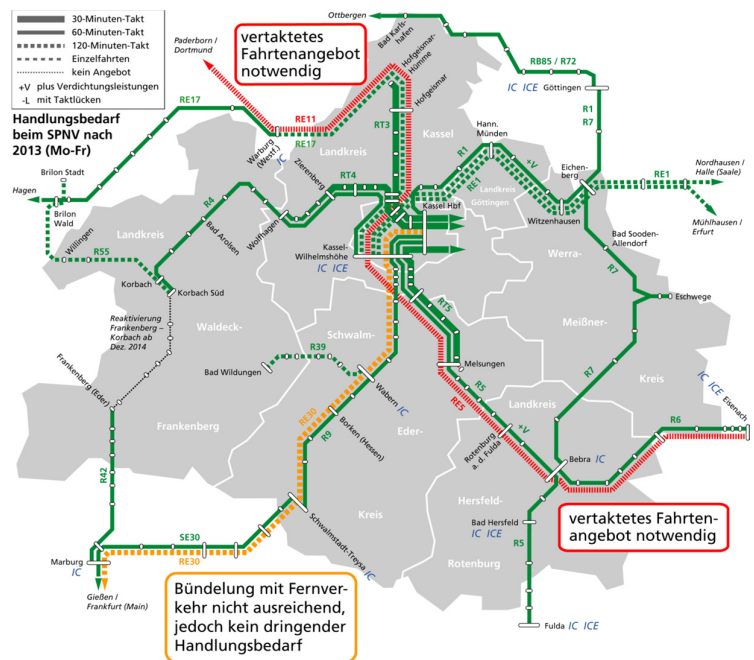 30-Minuten-Takt
60-Minuten-Takt
120-Minuten-Takt
Einzelfahrten
kein Angebot
+V plus Verdichtungsleistungen
-L mit Taktlücken
Handlungsbedarf
beim SPNV nach
2013 (Mo-Fr)
Paderborn /
Dortmund
vertaktetes
Fahrtenangebot
notwendig
Ottbergen
Bad Karls-
hafen
Hofgeismar-
Hümme
Hofgeismar
RB85 / R72
IC ICE
Göttingen
R1
R7
RE17
RE11
RE17
Warburg
(Westf.)
IC
Landkreis
Kassel
RT3
Zierenberg
RT4
Hann.
Münden
R1
RE1
+V
Landkreis
Göttingen
Eichen-
berg
Witzenhausen
RE1
Nordhausen /
Halle (Saale)
Mühlhausen /
Erfurt
Brilon Stadt
Hagen
Brilon
Wald
Willingen
R55
Landkreis
R4
Bad Arolsen
Wolfhagen
Kassel Hbf
Kassel-
Wilhelmshöhe
IC ICE
Korbach
Korbach Süd
Reaktivierung
Frankenberg –
Korbach ab
Dez. 2014
Waldeck-
Frankenberg
Frankenberg (Eder)
Schwalm-
Eder-
Kreis
R39
Bad Wildungen
Wabern IC
RE30
R9
Borken (Hessen)
RT5
Melsungen
R5
RE5
+V
Rotenburg
a. d. Fulda
Landkreis
Hersfeld-
Rotenburg
Werra-
Meißner-
Kreis
Bad Sooden-
Allendorf
R7
Eschwege
R7
IC
ICE
Eisenach
R6
Bebra IC
vertaktetes Fahrten-
angebot notwendig
Bad Hersfeld
IC ICE
R5
Fulda IC ICE
R42
SE30
RE30
Schwalmstadt-Treysa IC
Marburg
IC
Gießen /
Frankfurt (Main)
Bündelung mit Fernver-
kehr nicht ausreichend,
jedoch kein dringender
Handlungsbedarf